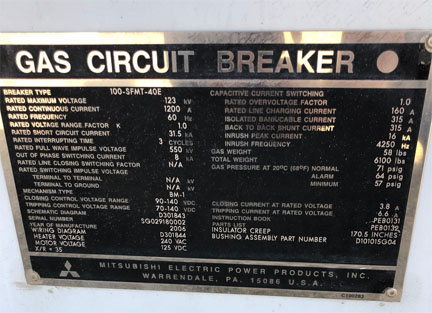 GAS CIRCUIT BREAKER
BREAKER TYPE 100-SFMT-40E
RATED MAXIMUM VOLTAGE 123 kV
RATED CONTINUOUS CURRENT 1200 A
RATED FREQUENCY 60 Hz
RATED VOLTAGE RANGE FACTOR K 1.0
RATED SHORT CIRCUIT CURRENT 31.5 kA
RATED INTERRUPTING TIME 3 CYCLES
RATED FULL WAVE IMPULSE VOLTAGE 550 kV
OUT OF PHASE SWITCHING CURRENT 8 kA
RATED LINE CLOSING SWITCHING FACTOR N/A
RATED SWITCHING IMPULSE VOLTAGE
TERMINAL TO TERMINAL N/A kV
TERMINAL TO GROUND N/A kV
MECHANISM TYPE BM-1
CLOSING CONTROL VOLTAGE RANGE 90-140 VDC
TRIPPING CONTROL VOLTAGE RANGE 70-140 VDC
SCHEMATIC DIAGRAM D301843
SERIAL NUMBER SG029180002
YEAR OF MANUFACTURE 2006
WIRING DIAGRAM D301844
HEATER VOLTAGE 240 VAC
MOTOR VOLTAGE 125 VDC
X/R = 35
CAPACITIVE CURRENT SWITCHING
RATED OVERVOLTAGE FACTOR 1.0
RATED LINE CHARGING CURRENT 160 A
ISOLATED BANK/CABLE CURRENT 315 A
BACK TO BACK SHUNT CURRENT 315 A
INRUSH PEAK CURRENT 16 kA
INRUSH FREQUENCY 4250 Hz
GAS WEIGHT 58 lbs
TOTAL WEIGHT 6100 lbs
GAS PRESSURE AT 20°C (68°F) NORMAL 71 psig
ALARM 64 psig
MINIMUM 57 psig
CLOSING CURRENT AT RATED VOLTAGE 3.8 A
TRIPPING CURRENT AT RATED VOLTAGE 6.6 A
INSTRUCTION BOOK PEB0131
PARTS LIST PEB0132
INSULATOR CREEP 170.5 INCHES
BUSHING ASSEMBLY PART NUMBER D101015G04
MITSUBISHI ELECTRIC POWER PRODUCTS, INC.
WARRENDALE, PA. 15086 U.S.A.